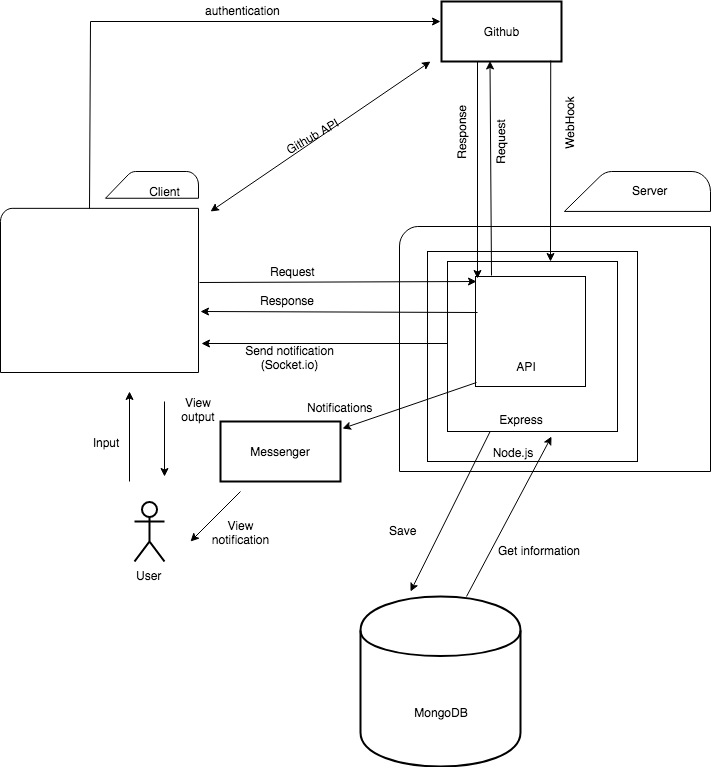 authentication
Github
Github API
Response
Request
WebHook
Client
Server
Request
Response
Send notification
(Socket.io)
API
Notifications
Express
View
output
Input
Messenger
Node.js
View
notification
User
Save
Get information
MongoDB